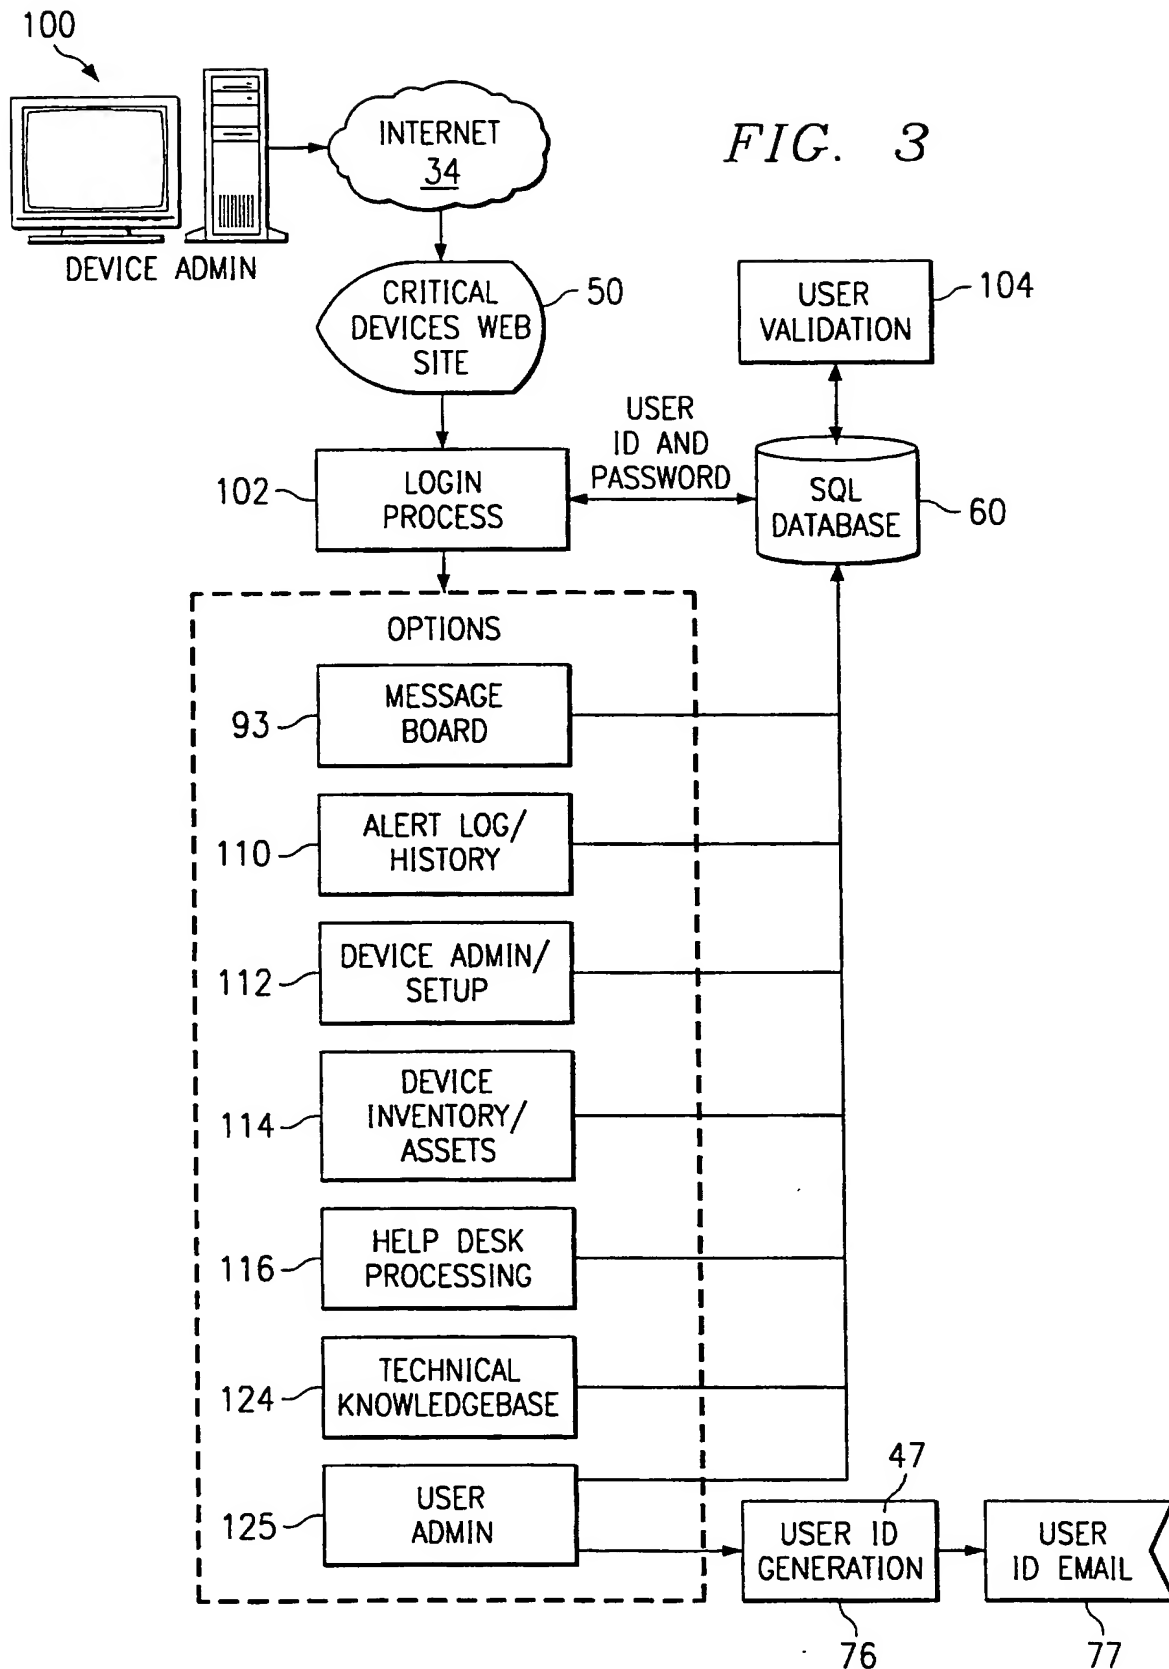 100
INTERNET
34
FIG. 3
DEVICE ADMIN
CRITICAL
DEVICES WEB
SITE
50
USER
VALIDATION
104
USER
ID AND
PASSWORD
102
LOGIN
PROCESS
SQL
DATABASE
60
OPTIONS
MESSAGE
BOARD
93
ALERT LOG/
HISTORY
110
DEVICE ADMIN/
SETUP
112
DEVICE
INVENTORY/
ASSETS
114
HELP DESK
PROCESSING
116
TECHNICAL
KNOWLEDGEBASE
124
USER
ADMIN
125
47
USER ID
GENERATION
76
USER
ID EMAIL
77